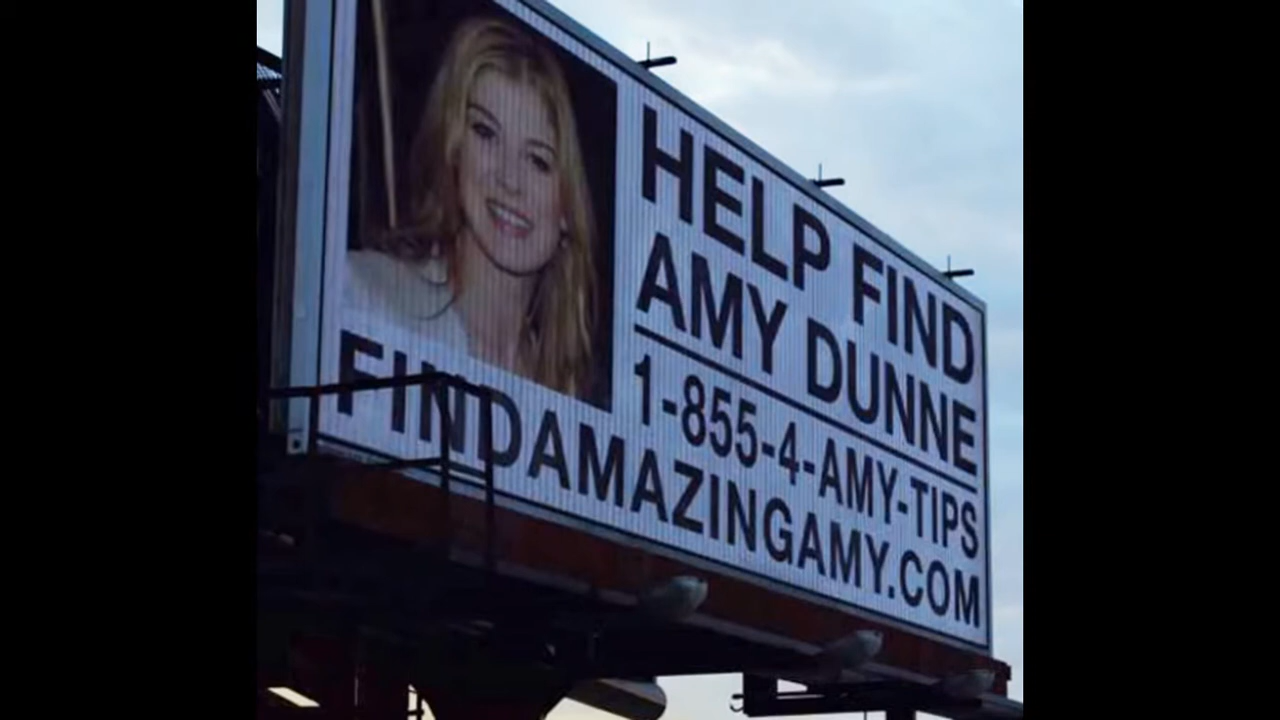 HELP FIND
AMY DUNNE
1-855-4-AMY-TIPS
FINDAMAZINGAMY.COM